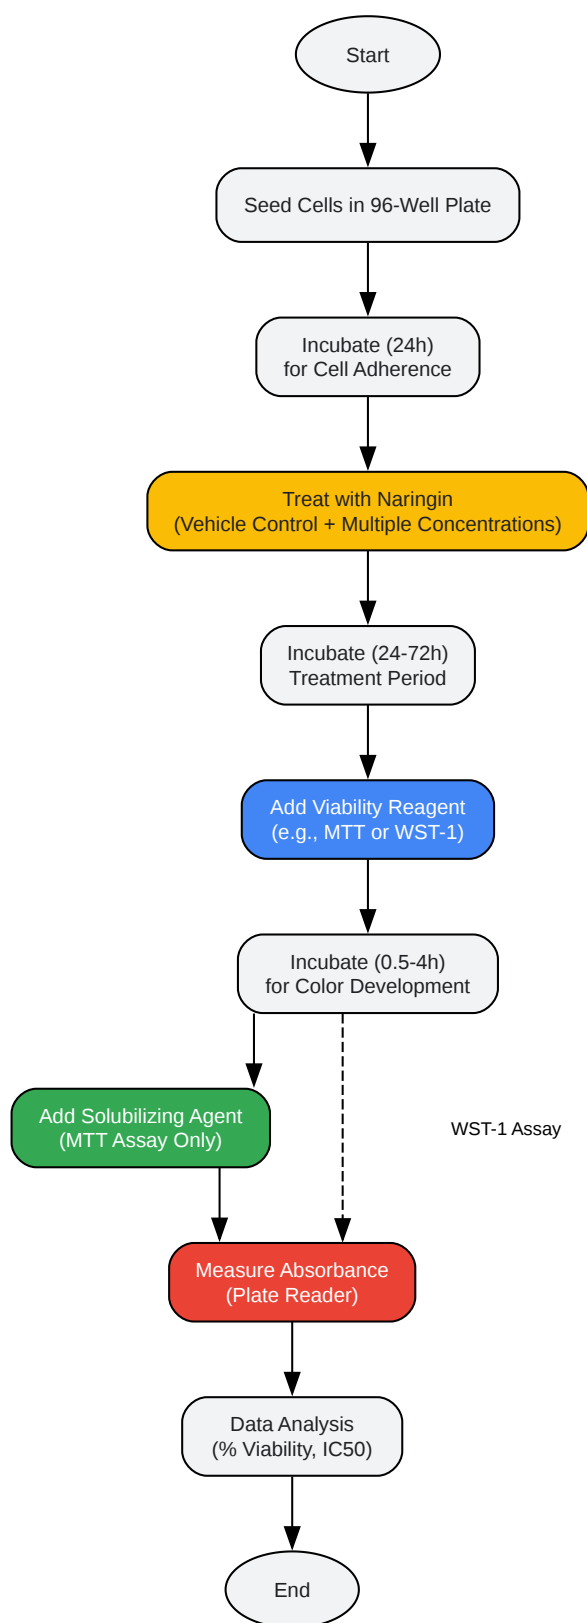 Start
Seed Cells in 96-Well Plate
Incubate (24h)
for Cell Adherence
Treat with Naringin
(Vehicle Control + Multiple Concentrations)
Incubate (24-72h)
Treatment Period
Add Viability Reagent
(e.g., MTT or WST-1)
Incubate (0.5-4h)
for Color Development
Add Solubilizing Agent
(MTT Assay Only)
WST-1 Assay
Measure Absorbance
(Plate Reader)
Data Analysis
(% Viability, IC50)
End